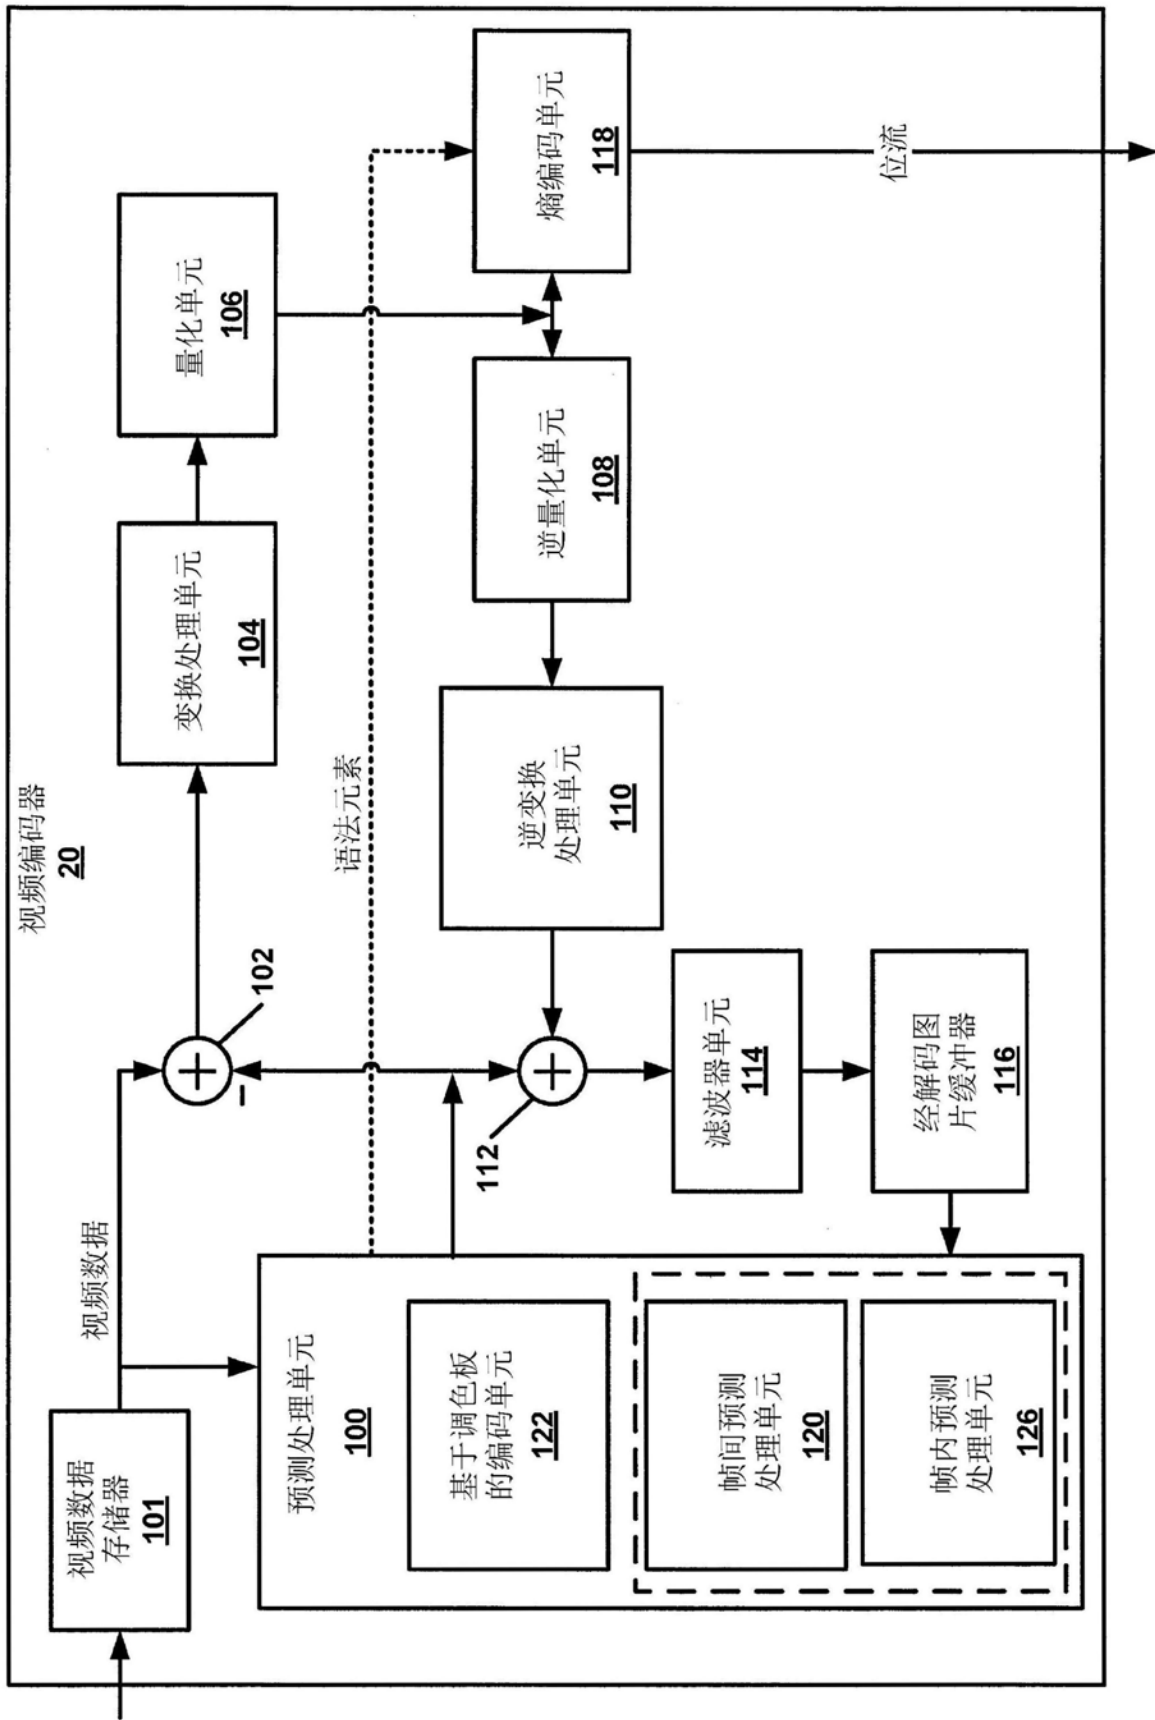 视频编码器
20
视频数据
存储器
101
视频数据
102
变换处理单元
104
量化单元
106
预测处理单元
100
语法元素
基于调色板
的编码单元
122
112
逆变换
处理单元
110
逆量化单元
108
熵编码单元
118
帧间预测
处理单元
120
滤波器单元
114
帧内预测
处理单元
126
经解码图
片缓冲器
116
位流